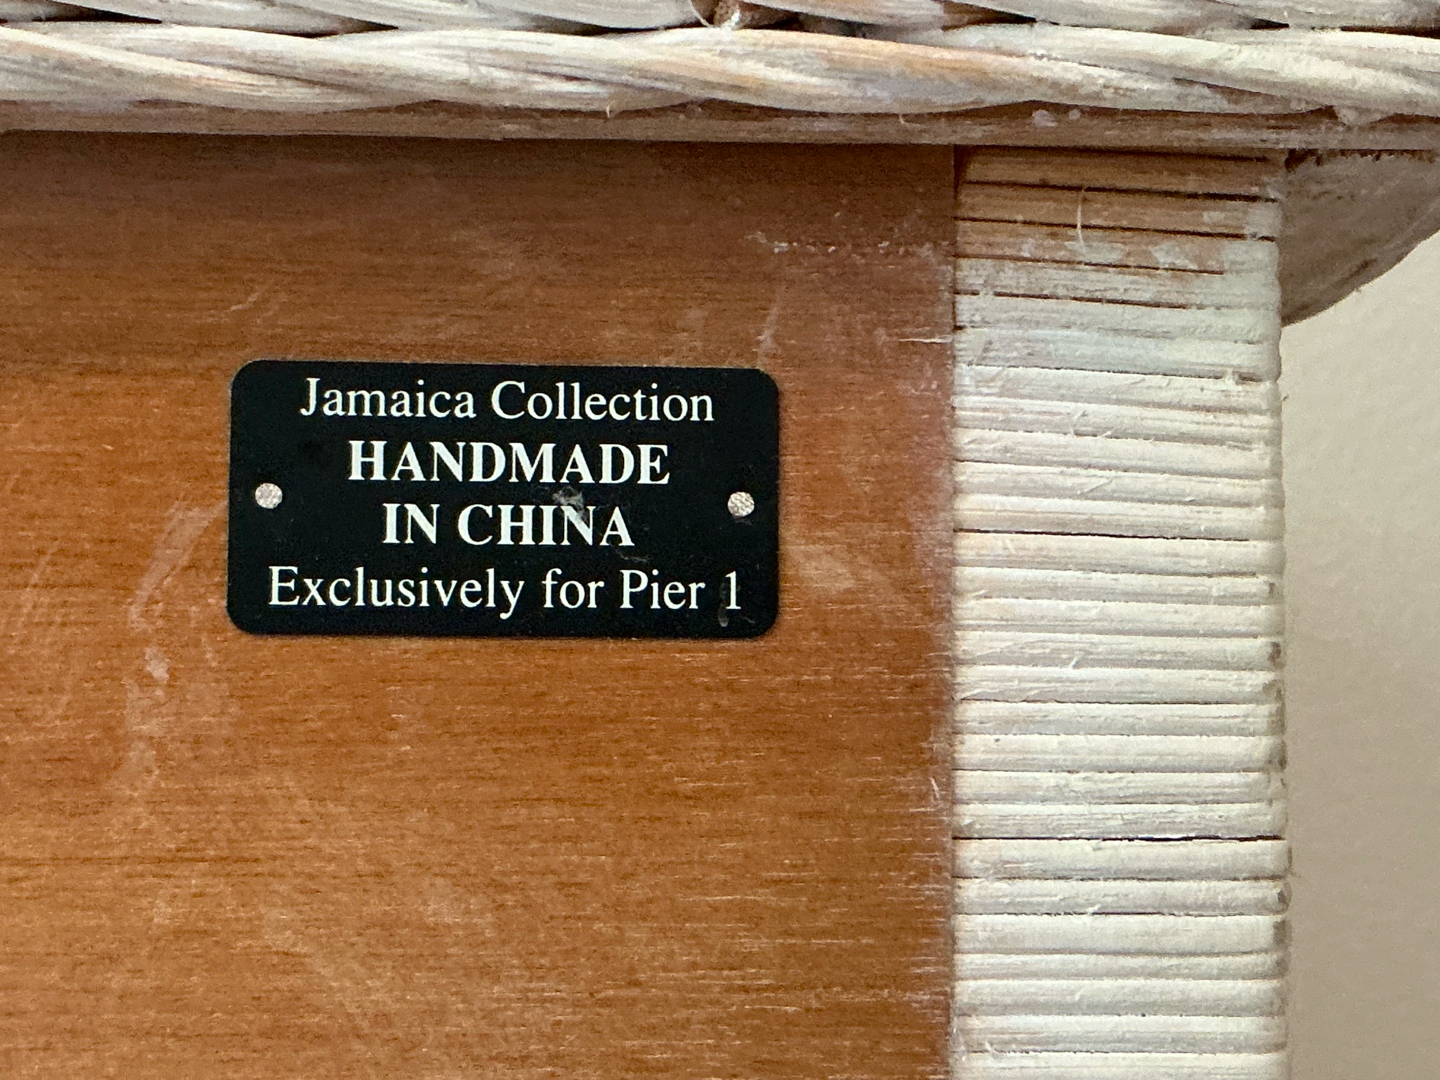 Jamaica Collection
HANDMADE
IN CHINA
Exclusively for Pier 1